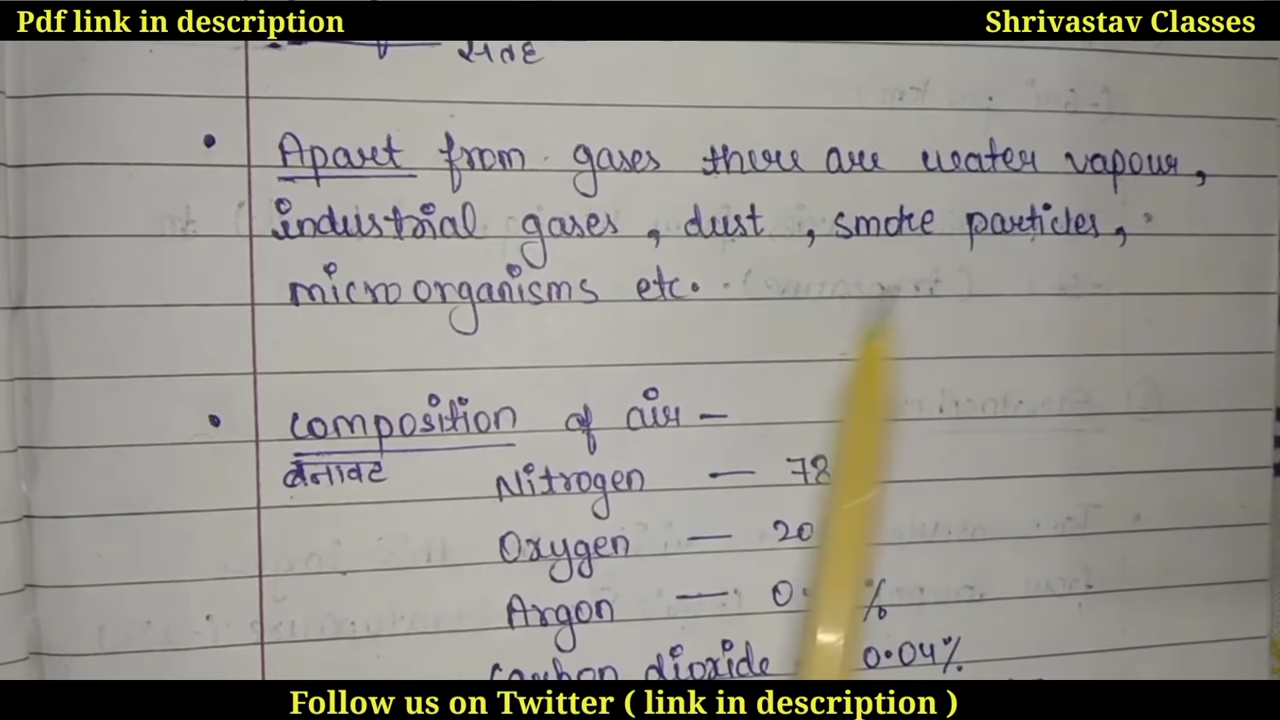 Pdf link in description
Shrivastav Classes
सतह
Apart from gases there are water vapour,
industrial gases, dust, smoke particles,
microorganisms etc.
composition of air -
बनावट
Nitrogen — 78
Oxygen — 20
Argon — 0. %
Carbon dioxide 0.04%
Follow us on Twitter ( link in description )